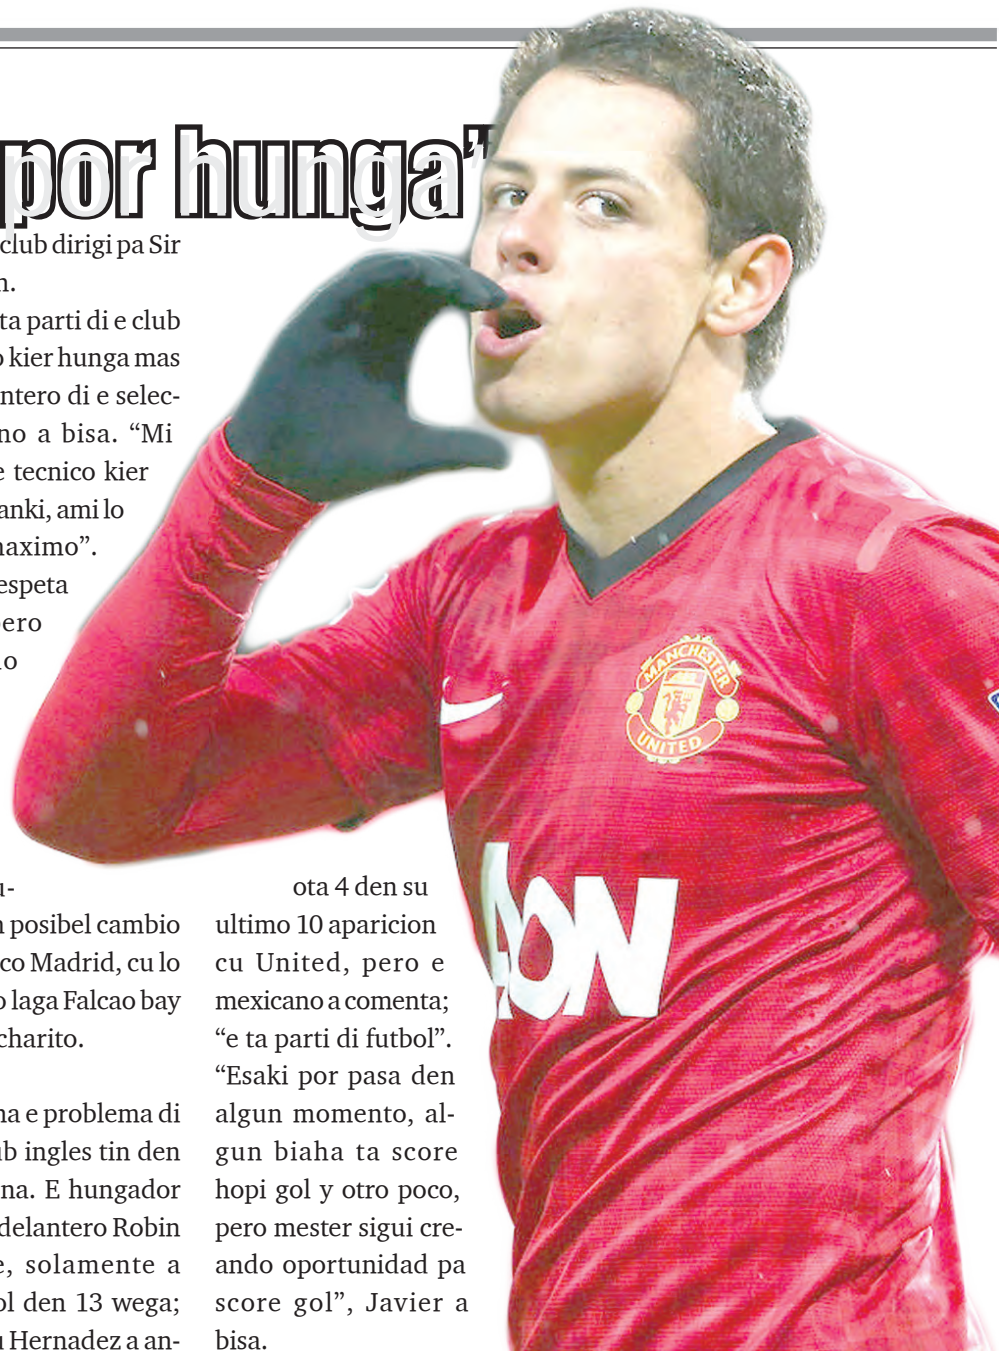 por hunga”
club dirigi pa Sir
n.
ta parti di e club
o kier hunga mas
ntero di e selec-
no a bisa. “Mi
e tecnico kier
anki, ami lo
maximo”.
espeta
pero
lo
u-
n posibel cambio
co Madrid, cu lo
o laga Falcao bay
charito.
na e problema di
ub ingles tin den
na. E hungador
delantero Robin
e, solamente a
ol den 13 wega;
u Hernadez a an-
ota 4 den su
ultimo 10 aparicion
cu United, pero e
mexicano a comenta;
“e ta parti di futbol”.
“Esaki por pasa den
algun momento, al-
gun biaha ta score
hopi gol y otro poco,
pero mester sigui cre-
ando oportunidad pa
score gol”, Javier a
bisa.
MANCHESTER
UNITED
AON